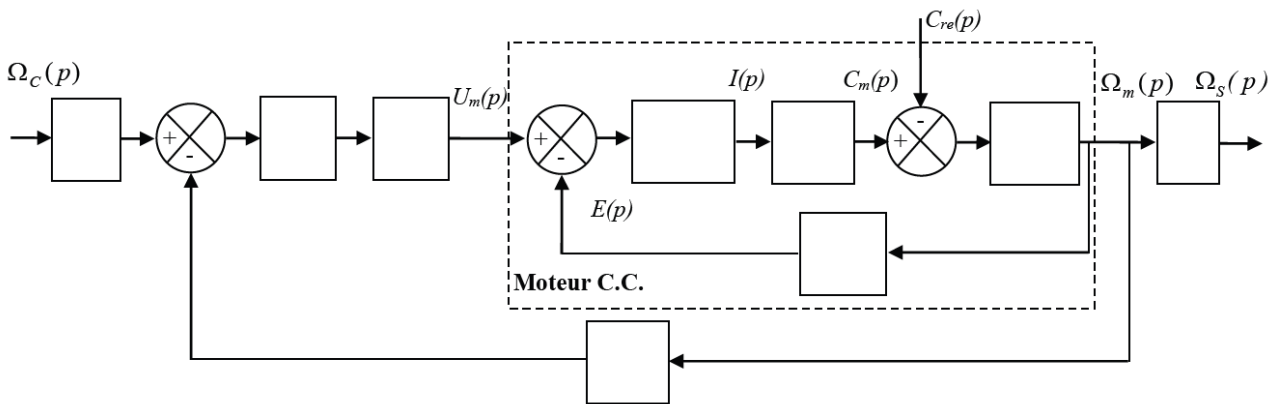 C_re(p)
Ω_C(p)
U_m(p)
I(p)
C_m(p)
Ω_m(p)
Ω_S(p)
+
-
+
-
-
+
E(p)
Moteur C.C.